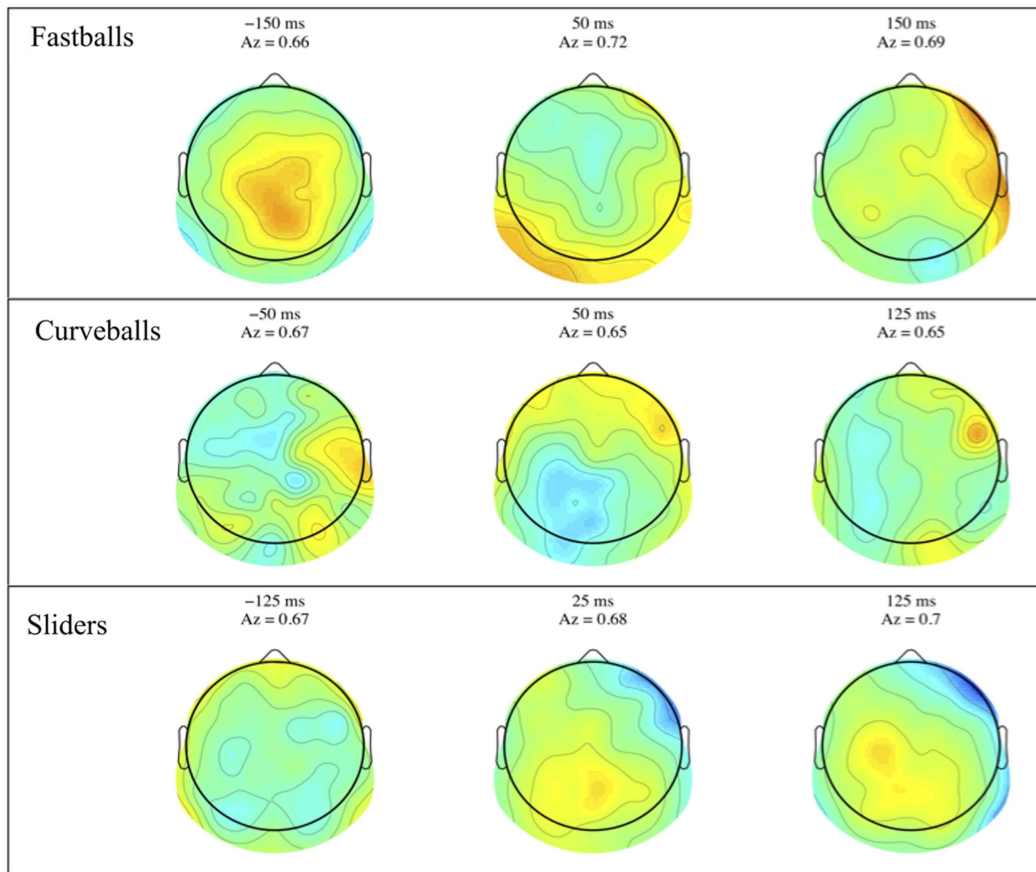 Fastballs
−150 ms
Az = 0.66
50 ms
Az = 0.72
150 ms
Az = 0.69
Curveballs
−50 ms
Az = 0.67
50 ms
Az = 0.65
125 ms
Az = 0.65
Sliders
−125 ms
Az = 0.67
25 ms
Az = 0.68
125 ms
Az = 0.7